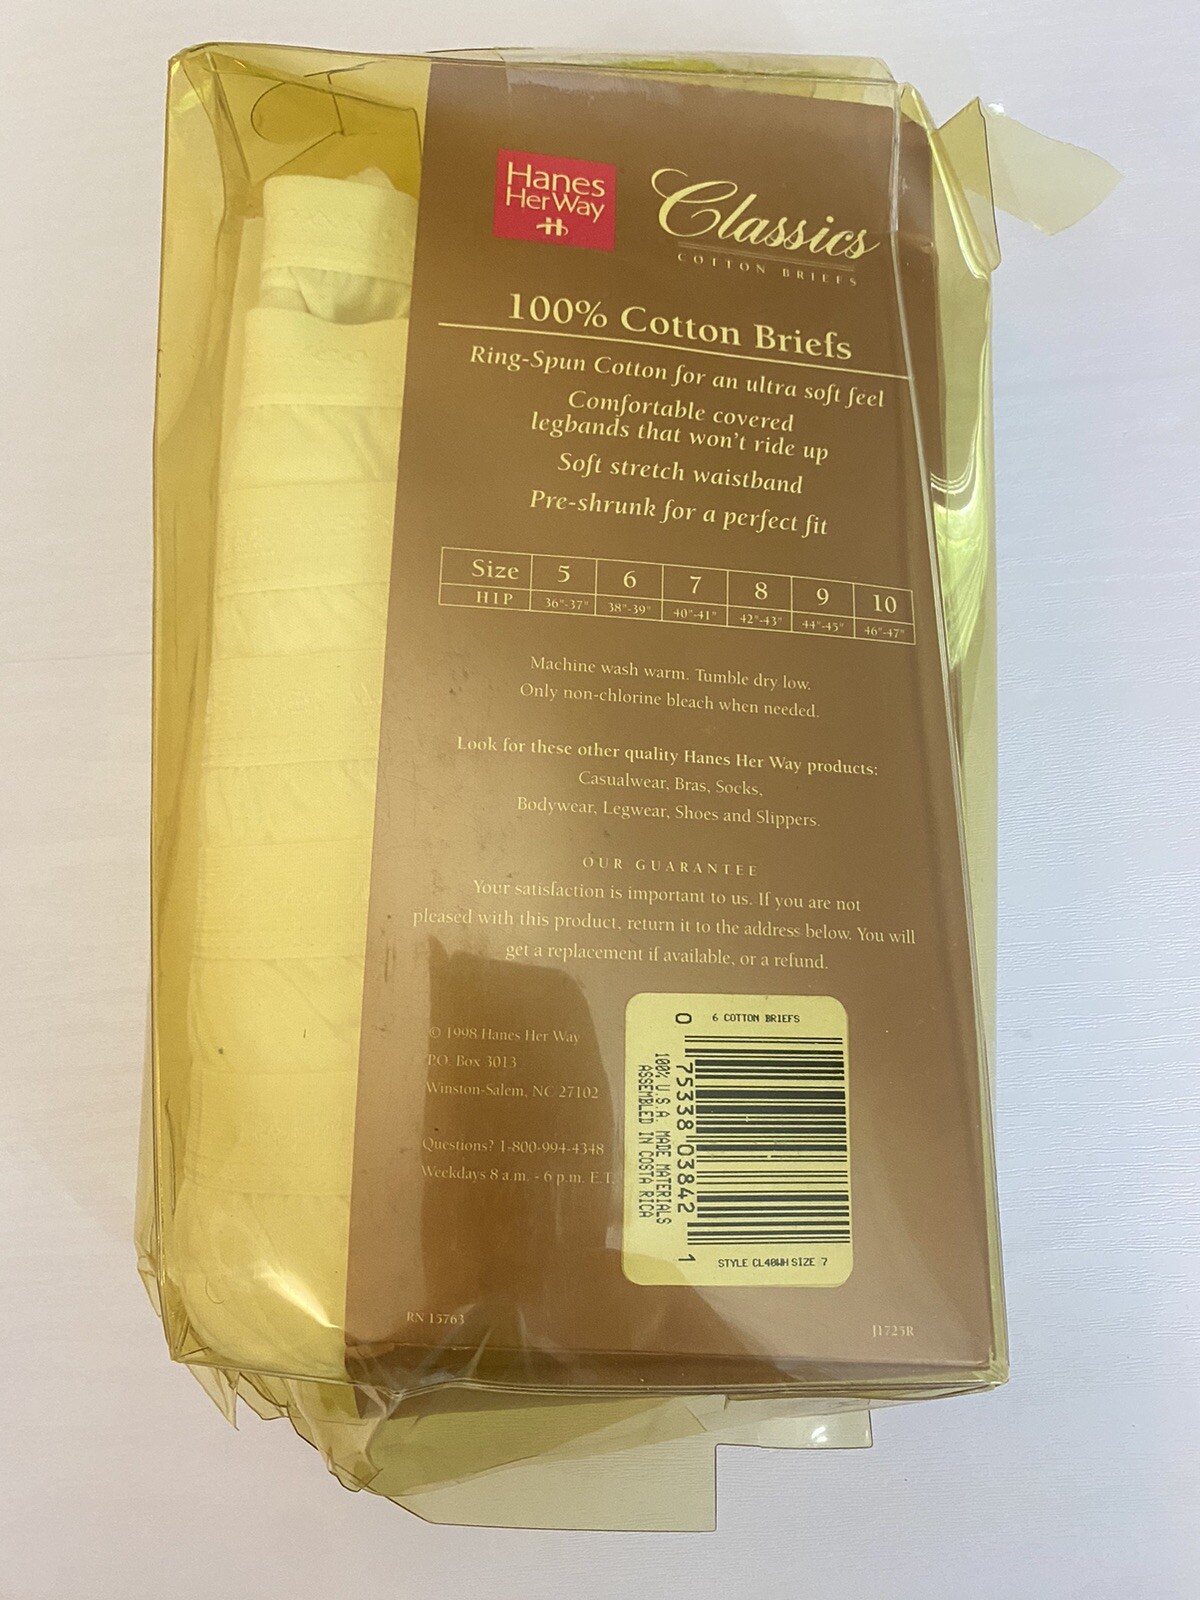 Hanes
HerWay
Classics
COTTON BRIEFS
100% Cotton Briefs
Ring-Spun Cotton for an ultra soft feel
Comfortable covered
legbands that won't ride up
Soft stretch waistband
Pre-shrunk for a perfect fit
Size 5 6 7 8 9 10
HIP 36"-37" 38"-39" 40"-41" 42"-43" 44"-45" 46"-47"
Machine wash warm. Tumble dry low.
Only non-chlorine bleach when needed.
Look for these other quality Hanes Her Way products:
Casualwear, Bras, Socks,
Bodywear, Legwear, Shoes and Slippers.
OUR GUARANTEE
Your satisfaction is important to us. If you are not
pleased with this product, return it to the address below. You will
get a replacement if available, or a refund.
© 1998 Hanes Her Way
P.O. Box 3013
Winston-Salem, NC 27102
Questions? 1-800-994-4348
Weekdays 8 a.m. - 6 p.m. E.T.
6 COTTON BRIEFS
0 75338 03842 1
100% U.S.A. MADE MATERIALS
ASSEMBLED IN COSTA RICA
STYLE CL40WH SIZE 7
RN 15763
J1725R